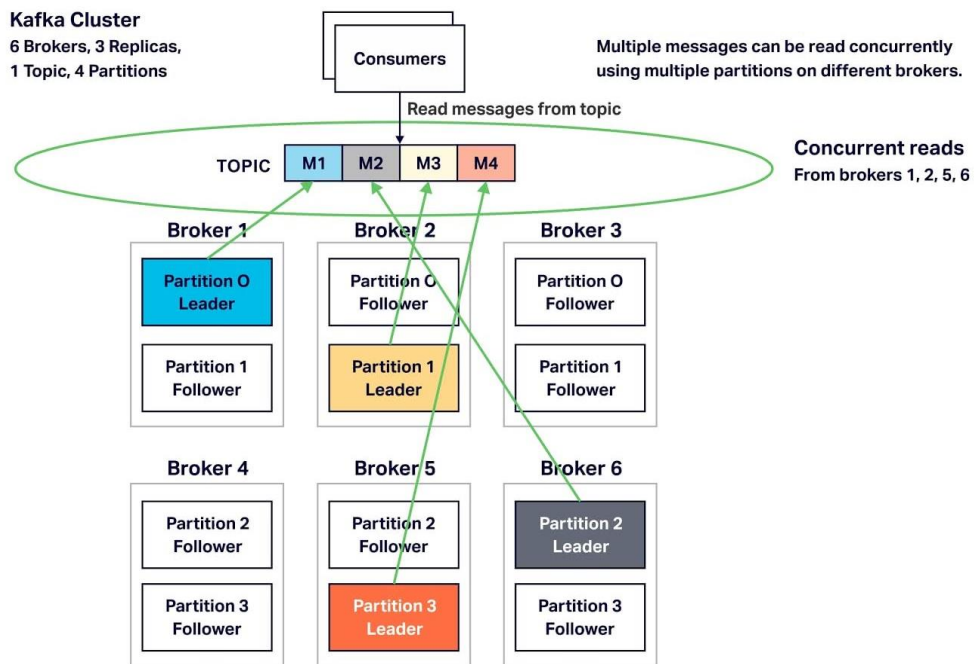 Kafka Cluster
6 Brokers, 3 Replicas,
1 Topic, 4 Partitions
Consumers
Multiple messages can be read concurrently
using multiple partitions on different brokers.
Read messages from topic
TOPIC
M1
M2
M3
M4
Concurrent reads
From brokers 1, 2, 5, 6
Broker 1
Partition O
Leader
Partition 1
Follower
Broker 2
Partition O
Follower
Partition 1
Leader
Broker 3
Partition O
Follower
Partition 1
Follower
Broker 4
Partition 2
Follower
Partition 3
Follower
Broker 5
Partition 2
Follower
Partition 3
Leader
Broker 6
Partition 2
Leader
Partition 3
Follower